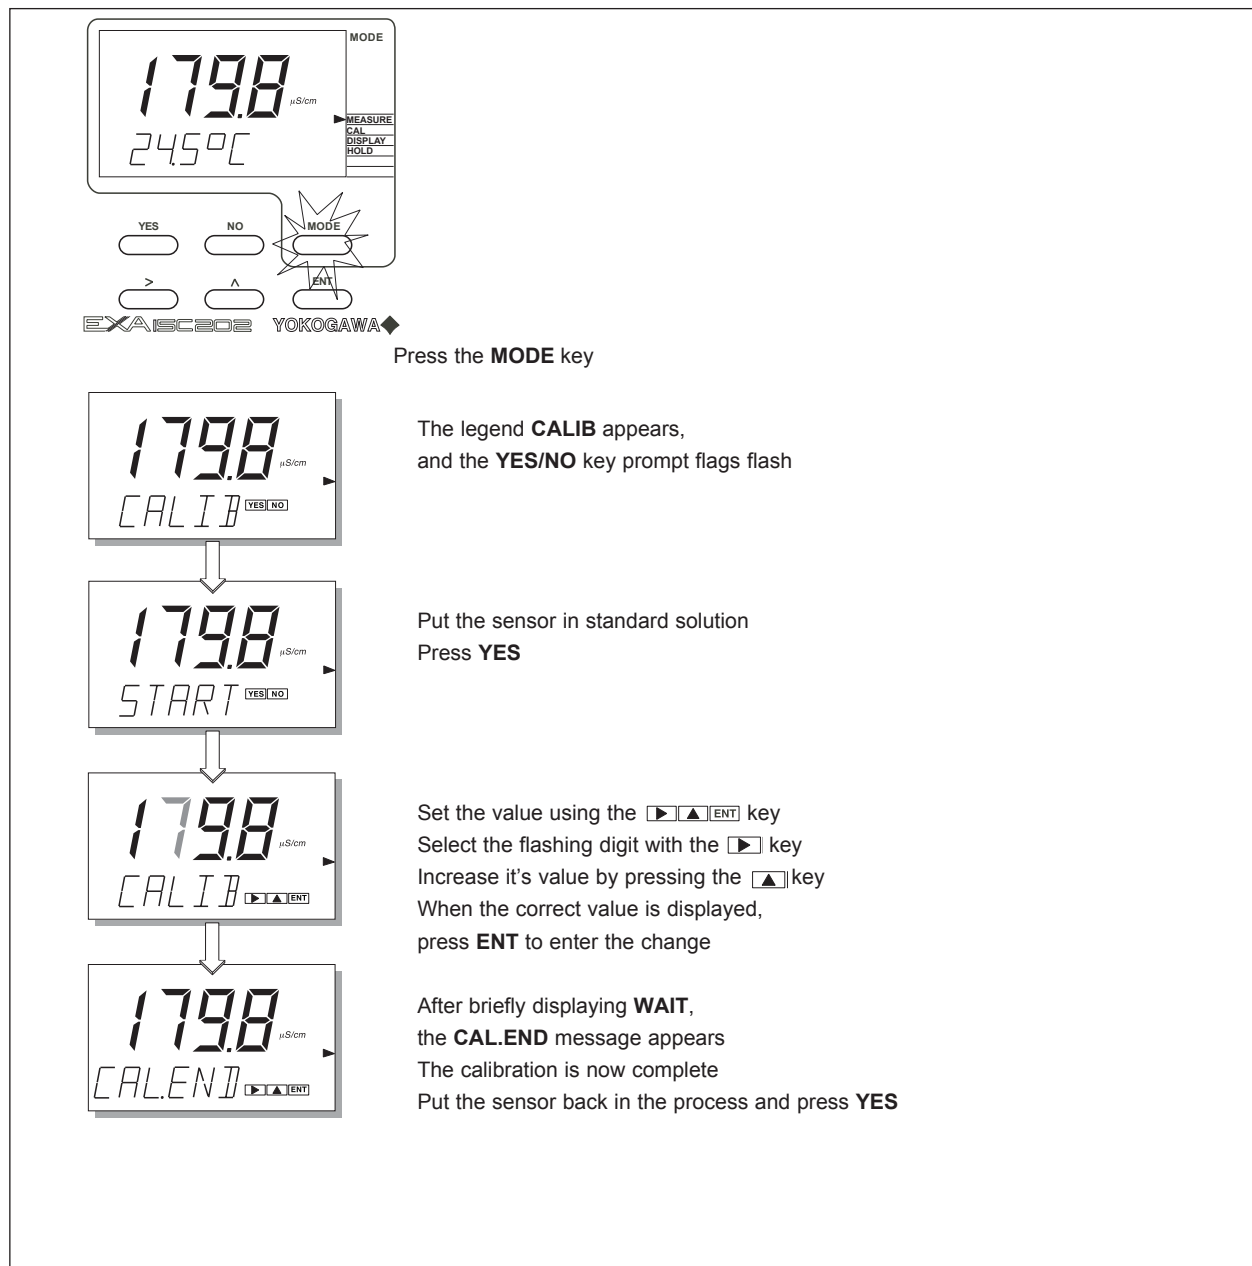 MODE
179.8
µS/cm
MEASURE
CAL
DISPLAY
HOLD
24.5°C
YES NO MODE
> ∧ ENT
EXA ISC202 YOKOGAWA
Press the MODE key
179.8
µS/cm
CALIB YES NO
The legend CALIB appears,
and the YES/NO key prompt flags flash
179.8
µS/cm
START YES NO
Put the sensor in standard solution
Press YES
179.8
µS/cm
CALIB ▶ ▲ ENT
Set the value using the ▶ ▲ ENT key
Select the flashing digit with the ▶ key
Increase it’s value by pressing the ▲ key
When the correct value is displayed,
press ENT to enter the change
179.8
µS/cm
CAL.END ▶ ▲ ENT
After briefly displaying WAIT,
the CAL.END message appears
The calibration is now complete
Put the sensor back in the process and press YES